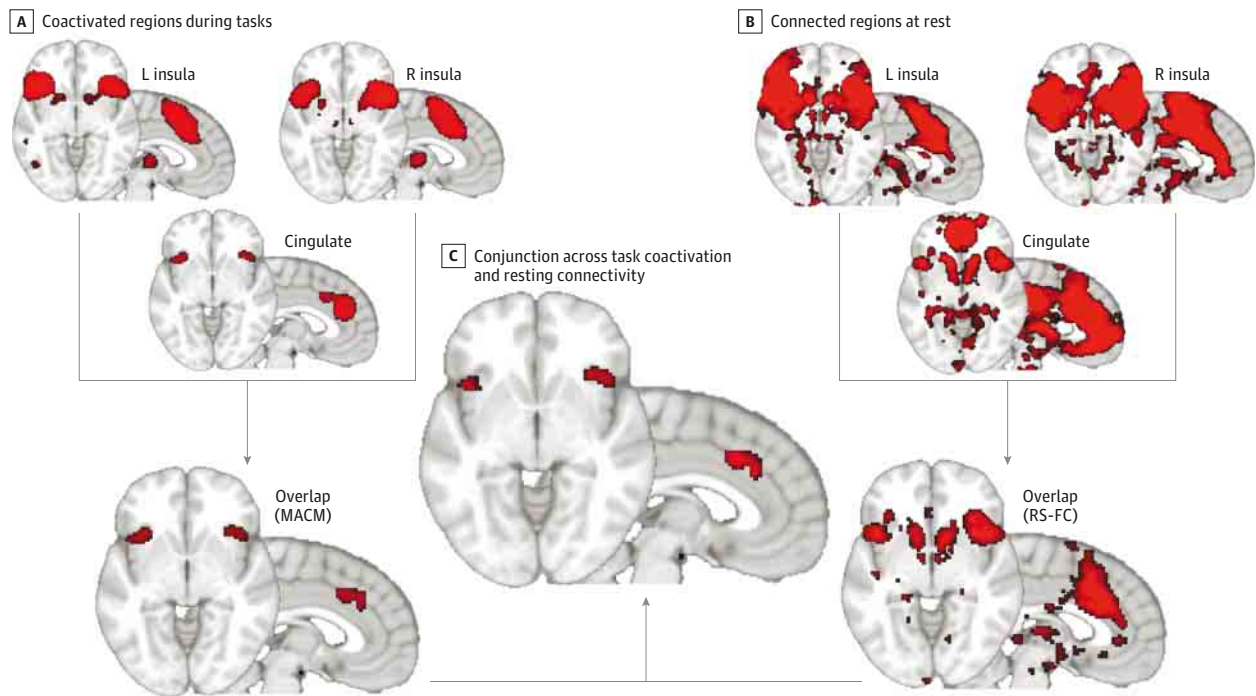 A Coactivated regions during tasks
L insula
R insula
Cingulate
Overlap
(MACM)
B Connected regions at rest
L insula
R insula
Cingulate
Overlap
(RS-FC)
C Conjunction across task coactivation
and resting connectivity